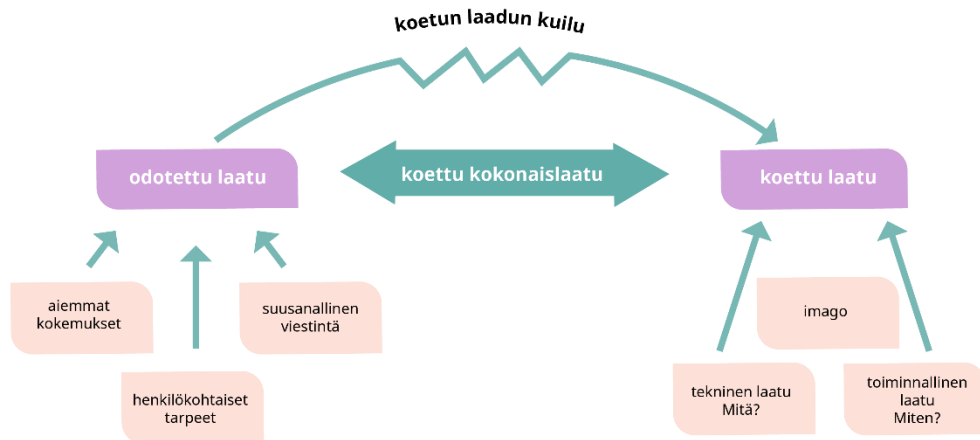 koetun laadun kuilu
odotettu laatu
koettu kokonaislaatu
koettu laatu
aiemmat
kokemukset
suusanallinen
viestintä
henkilökohtaiset
tarpeet
imago
tekninen laatu
Mitä?
toiminnallinen
laatu
Miten?